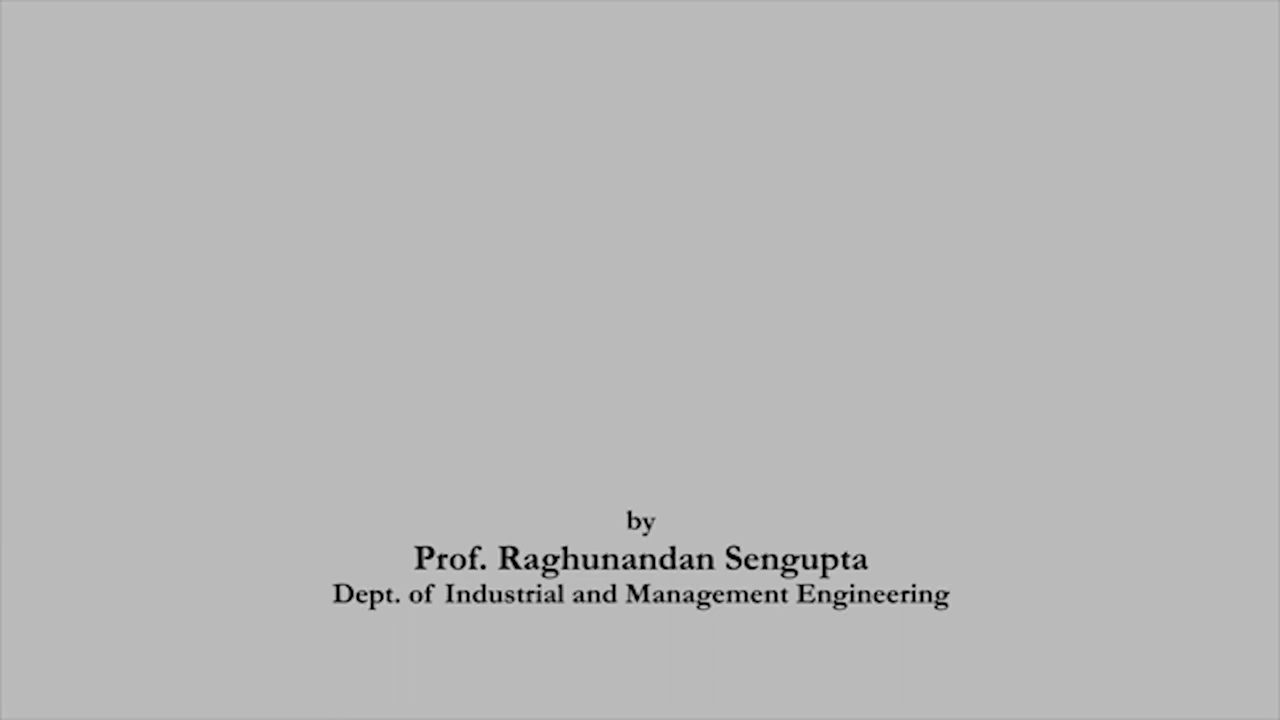 by
Prof. Raghunandan Sengupta
Dept. of Industrial and Management Engineering